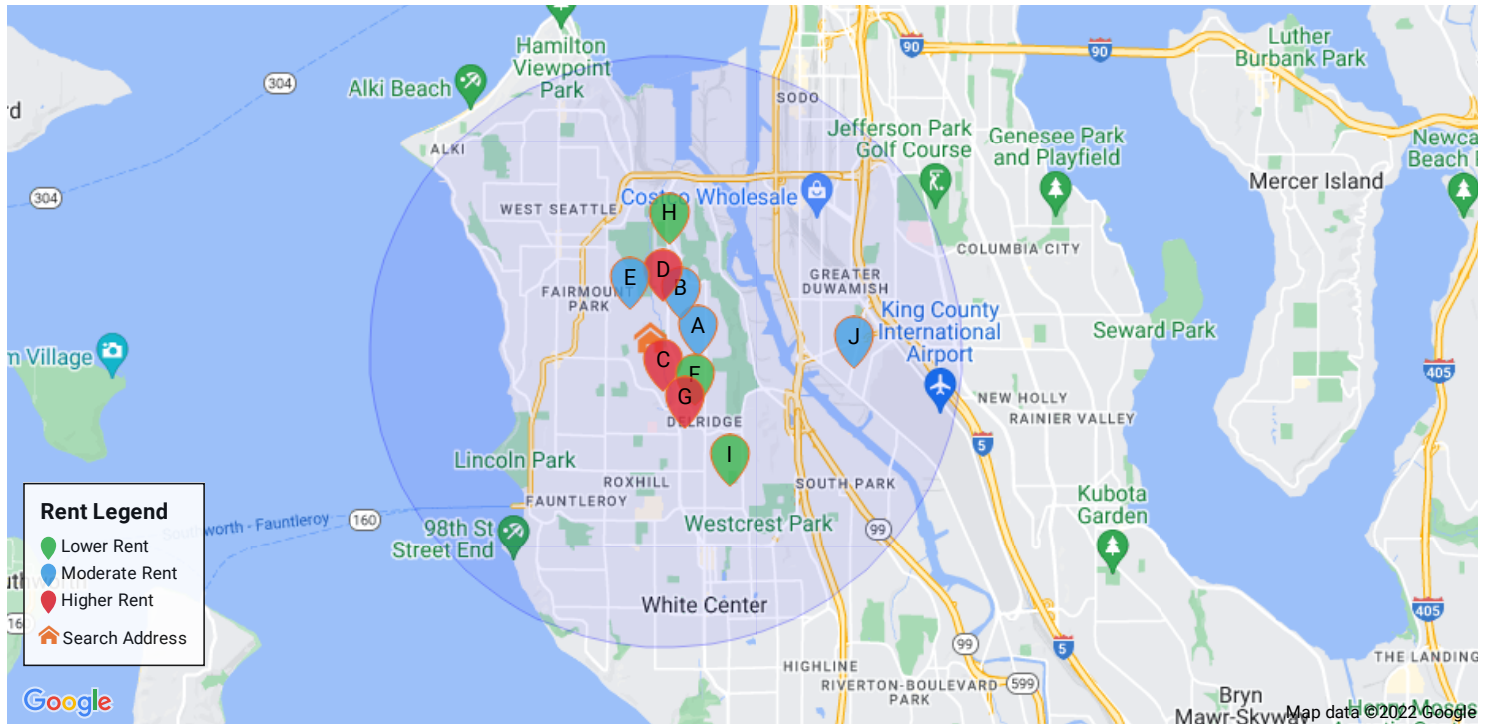 Hamilton
Viewpoint
Park
90
90
Luther
Burbank Park
304
Alki Beach
SODO
rd
Jefferson Park
Golf Course
Genesee Park
and Playfield
Newca
Beach
ALKI
304
Costco Wholesale
Mercer Island
WEST SEATTLE
H
COLUMBIA CITY
D
E
B
GREATER
DUWAMISH
FAIRMOUNT
PARK
King County
International
Airport
A
J
Seward Park
m Village
C
F
405
G
NEW HOLLY
RAINIER VALLEY
DELRIDGE
5
I
Lincoln Park
ROXHILL
SOUTH PARK
FAUNTLEROY
Kubota
Garden
Rent Legend
Lower Rent
Moderate Rent
Higher Rent
Search Address
Southworth - Fauntleroy
160
98th St
Street End
Westcrest Park
99
160
White Center
405
99
5
HIGHLINE
THE LANDING
RIVERTON-BOULEVARD
PARK
599
Google
Bryn
Mawr-Skyway
Map data ©2022 Google